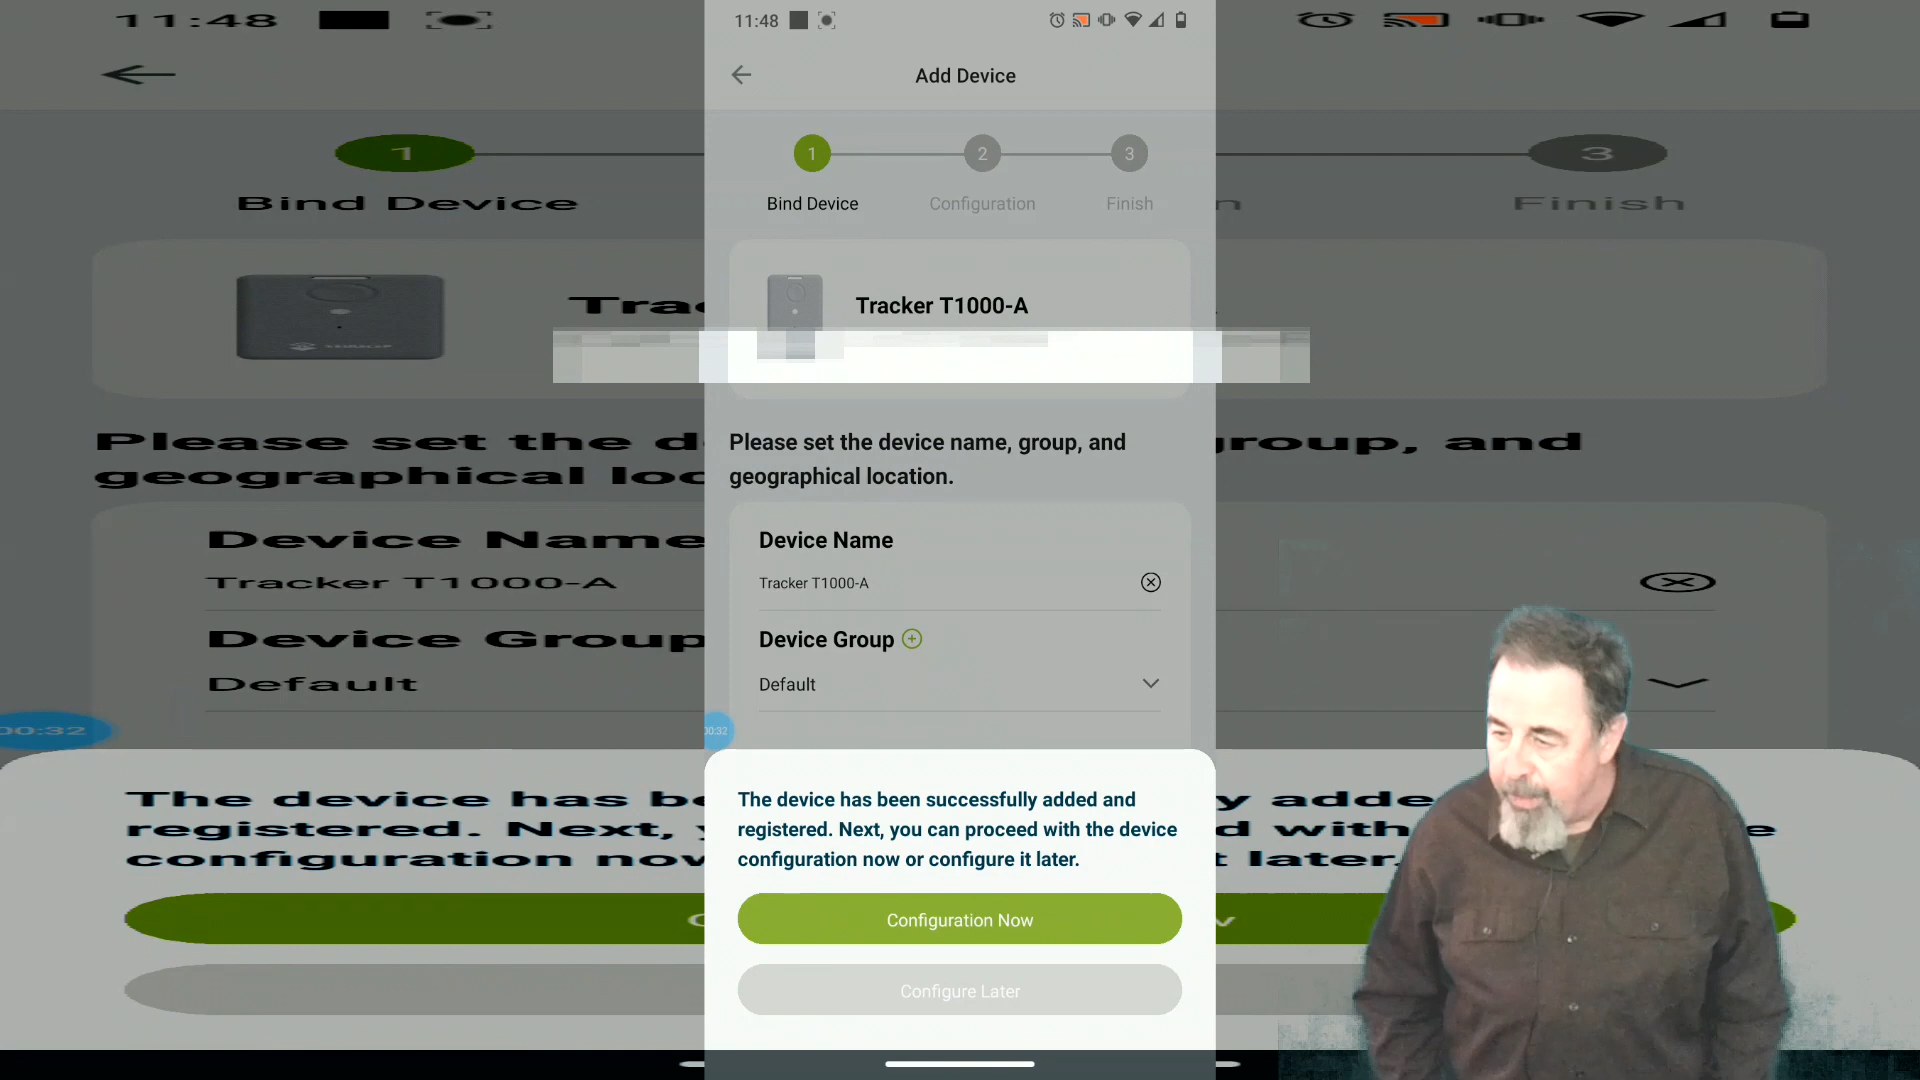 11:48
Add Device
1
2
3
Bind Device
Configuration
Finish
Tracker T1000-A
Please set the device name, group, and
geographical location.
Device Name
Tracker T1000-A
Device Group
Default
00:32
The device has been successfully added and
registered. Next, you can proceed with the device
configuration now or configure it later.
Configuration Now
Configure Later